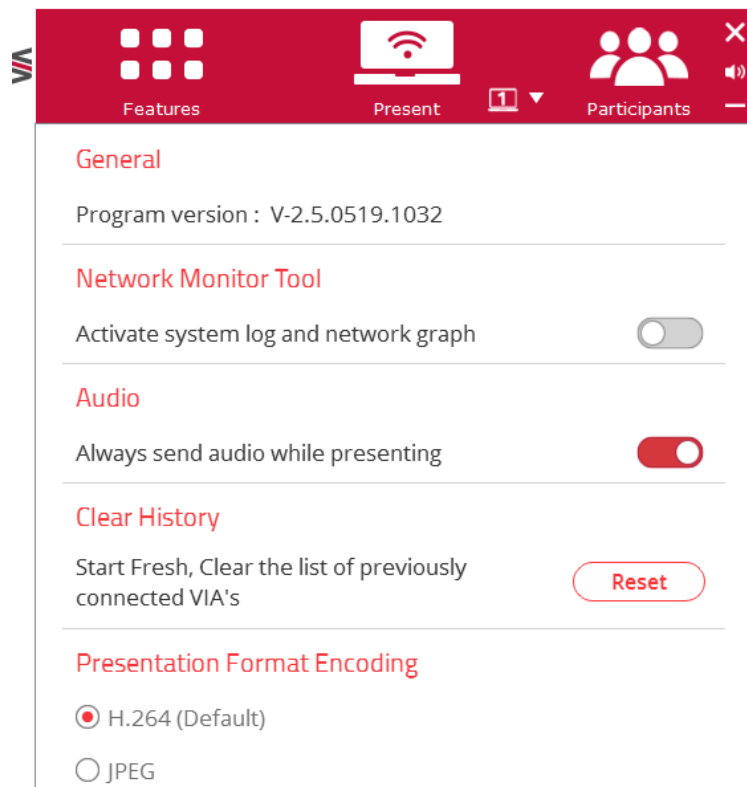 Features
Present
1
Participants
General
Program version : V-2.5.0519.1032
Network Monitor Tool
Activate system log and network graph
Audio
Always send audio while presenting
Clear History
Start Fresh, Clear the list of previously
connected VIA's
Reset
Presentation Format Encoding
H.264 (Default)
JPEG